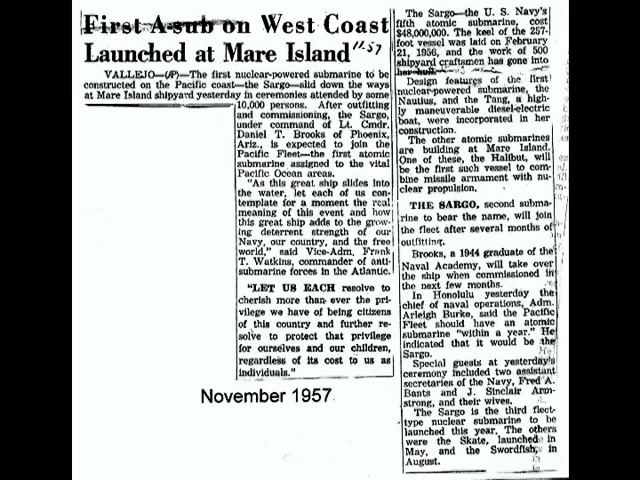 First A-sub on West Coast
Launched at Mare Island
11.57
VALLEJO—(AP)—The first nuclear-powered submarine to be
constructed on the Pacific coast—the Sargo—slid down the ways
at Mare Island shipyard yesterday in ceremonies attended by some
10,000 persons. After outfitting
and commissioning, the Sargo,
under command of Lt. Cmdr.
Daniel T. Brooks of Phoenix,
Ariz., is expected to join the
Pacific Fleet—the first atomic
submarine assigned to the vital
Pacific Ocean areas.
"As this great ship slides into
the water, let each of us con-
template for a moment the real
meaning of this event and how
this great ship adds to the grow-
ing deterrent strength of our
Navy, our country, and the free
world," said Vice-Adm. Frank
T. Watkins, commander of anti-
submarine forces in the Atlantic.
"LET US EACH resolve to
cherish more than ever the pri-
vilege we have of being citizens
of this country and further re-
solve to protect that privilege
for ourselves and our children,
regardless of its cost to us as
individuals."
The Sargo—the U. S. Navy's
fifth atomic submarine, cost
$48,000,000. The keel of the 257-
foot vessel was laid on February
21, 1956, and the work of 500
shipyard craftsmen has gone into
her hull.
Design features of the first
nuclear-powered submarine, the
Nautius, and the Tang, a high-
ly maneuverable diesel-electric
boat, were incorporated in her
construction.
The other atomic submarines
are building at Mare Island.
One of these, the Halibut, will
be the first such vessel to com-
bine missile armament with nu-
clear propulsion.
THE SARGO, second subma-
rine to bear the name, will join
the fleet after several months of
outfitting.
Brooks, a 1944 graduate of the
Naval Academy, will take over
the ship when commissioned in
the next few months.
In Honolulu yesterday the
chief of naval operations, Adm.
Arleigh Burke, said the Pacific
Fleet should have an atomic
submarine "within a year." He
indicated that it would be the
Sargo.
Special guests at yesterday's
ceremony included two assistant
secretaries of the Navy, Fred A.
Bants and J. Sinclair Arm-
strong, and their wives.
The Sargo is the third fleet-
type nuclear submarine to be
launched this year. The others
were the Skate, launched in
May, and the Swordfish, in
August.
November 1957